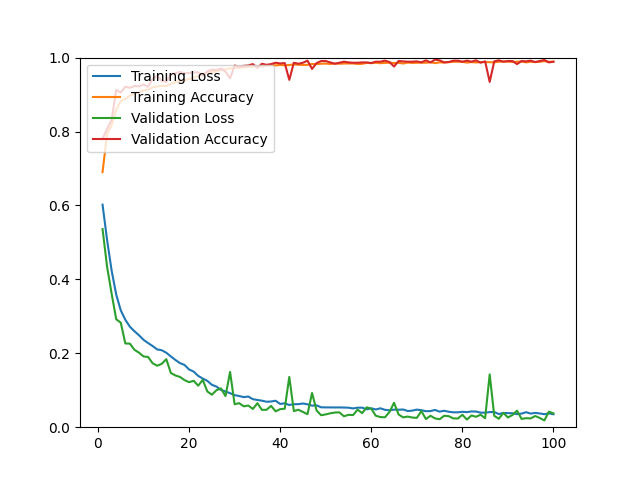 1.0
0.8
0.6
0.4
0.2
0.0
Training Loss
Training Accuracy
Validation Loss
Validation Accuracy
0 20 40 60 80 100